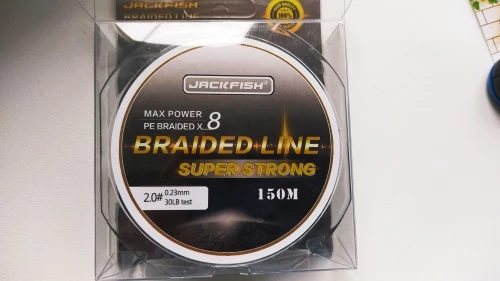 JACKFISH
BRAIDED LINE
100%
JACKFISH®
MAX POWER
PE BRAIDED X 8
BRAIDED LINE
SUPER STRONG
2.0# 0.23mm
30LB test
150M